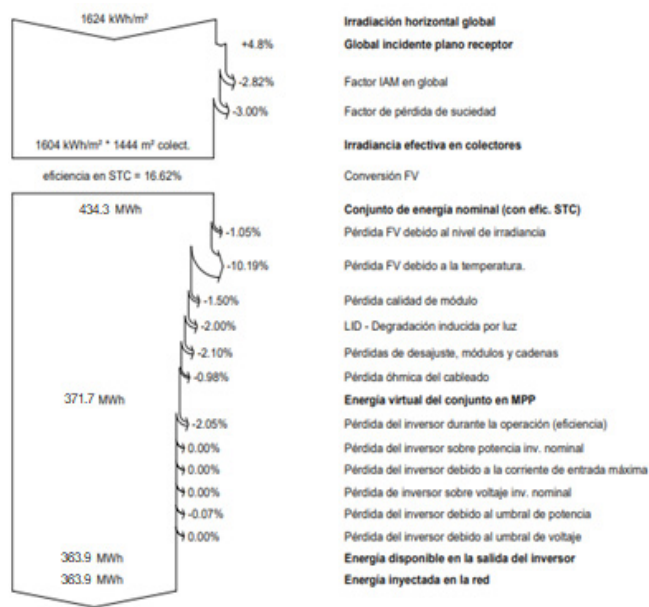 1624 kWh/m² Irradiación horizontal global
+4.8% Global incidente plano receptor
-2.82% Factor IAM en global
-3.00% Factor de pérdida de suciedad
1604 kWh/m² * 1444 m² colect. Irradiancia efectiva en colectores
eficiencia en STC = 16.62% Conversión FV
434.3 MWh Conjunto de energía nominal (con efic. STC)
-1.05% Pérdida FV debido al nivel de irradiancia
-10.19% Pérdida FV debido a la temperatura.
-1.50% Pérdida calidad de módulo
-2.00% LID - Degradación inducida por luz
-2.10% Pérdidas de desajuste, módulos y cadenas
-0.98% Pérdida óhmica del cableado
371.7 MWh Energía virtual del conjunto en MPP
-2.05% Pérdida del inversor durante la operación (eficiencia)
0.00% Pérdida del inversor sobre potencia inv. nominal
0.00% Pérdida del inversor debido a la corriente de entrada máxima
0.00% Pérdida de inversor sobre voltaje inv. nominal
-0.07% Pérdida del inversor debido al umbral de potencia
0.00% Pérdida del inversor debido al umbral de voltaje
363.9 MWh Energía disponible en la salida del inversor
363.9 MWh Energía inyectada en la red